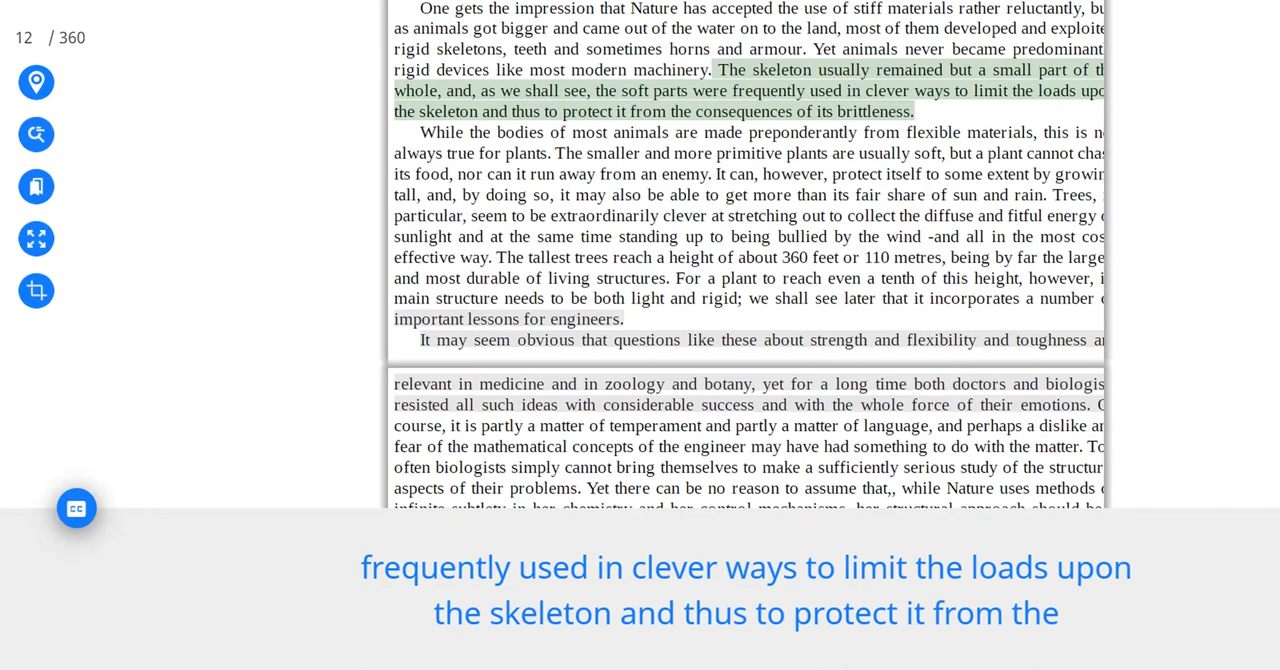 12 / 360
One gets the impression that Nature has accepted the use of stiff materials rather reluctantly,
as animals got bigger and came out of the water on to the land, most of them developed and
rigid skeletons, teeth and sometimes horns and armour. Yet animals never became predominant
rigid devices like most modern machinery. The skeleton usually remained but a small part of
whole, and, as we shall see, the soft parts were frequently used in clever ways to limit the loads
the skeleton and thus to protect it from the consequences of its brittleness.
While the bodies of most animals are made preponderantly from flexible materials, this is
always true for plants. The smaller and more primitive plants are usually soft, but a plant cannot
its food, nor can it run away from an enemy. It can, however, protect itself to some extent by
tall, and, by doing so, it may also be able to get more than its fair share of sun and rain. Trees,
particular, seem to be extraordinarily clever at stretching out to collect the diffuse and fitful energy
sunlight and at the same time standing up to being bullied by the wind -and all in the most
effective way. The tallest trees reach a height of about 360 feet or 110 metres, being by far the
and most durable of living structures. For a plant to reach even a tenth of this height, however,
main structure needs to be both light and rigid; we shall see later that it incorporates a number
important lessons for engineers.
It may seem obvious that questions like these about strength and flexibility and toughness
relevant in medicine and in zoology and botany, yet for a long time both doctors and
resisted all such ideas with considerable success and with the whole force of their emotions.
course, it is partly a matter of temperament and partly a matter of language, and perhaps a dislike
fear of the mathematical concepts of the engineer may have had something to do with the matter.
often biologists simply cannot bring themselves to make a sufficiently serious study of the
aspects of their problems. Yet there can be no reason to assume that,, while Nature uses methods
CC
frequently used in clever ways to limit the loads upon
the skeleton and thus to protect it from the